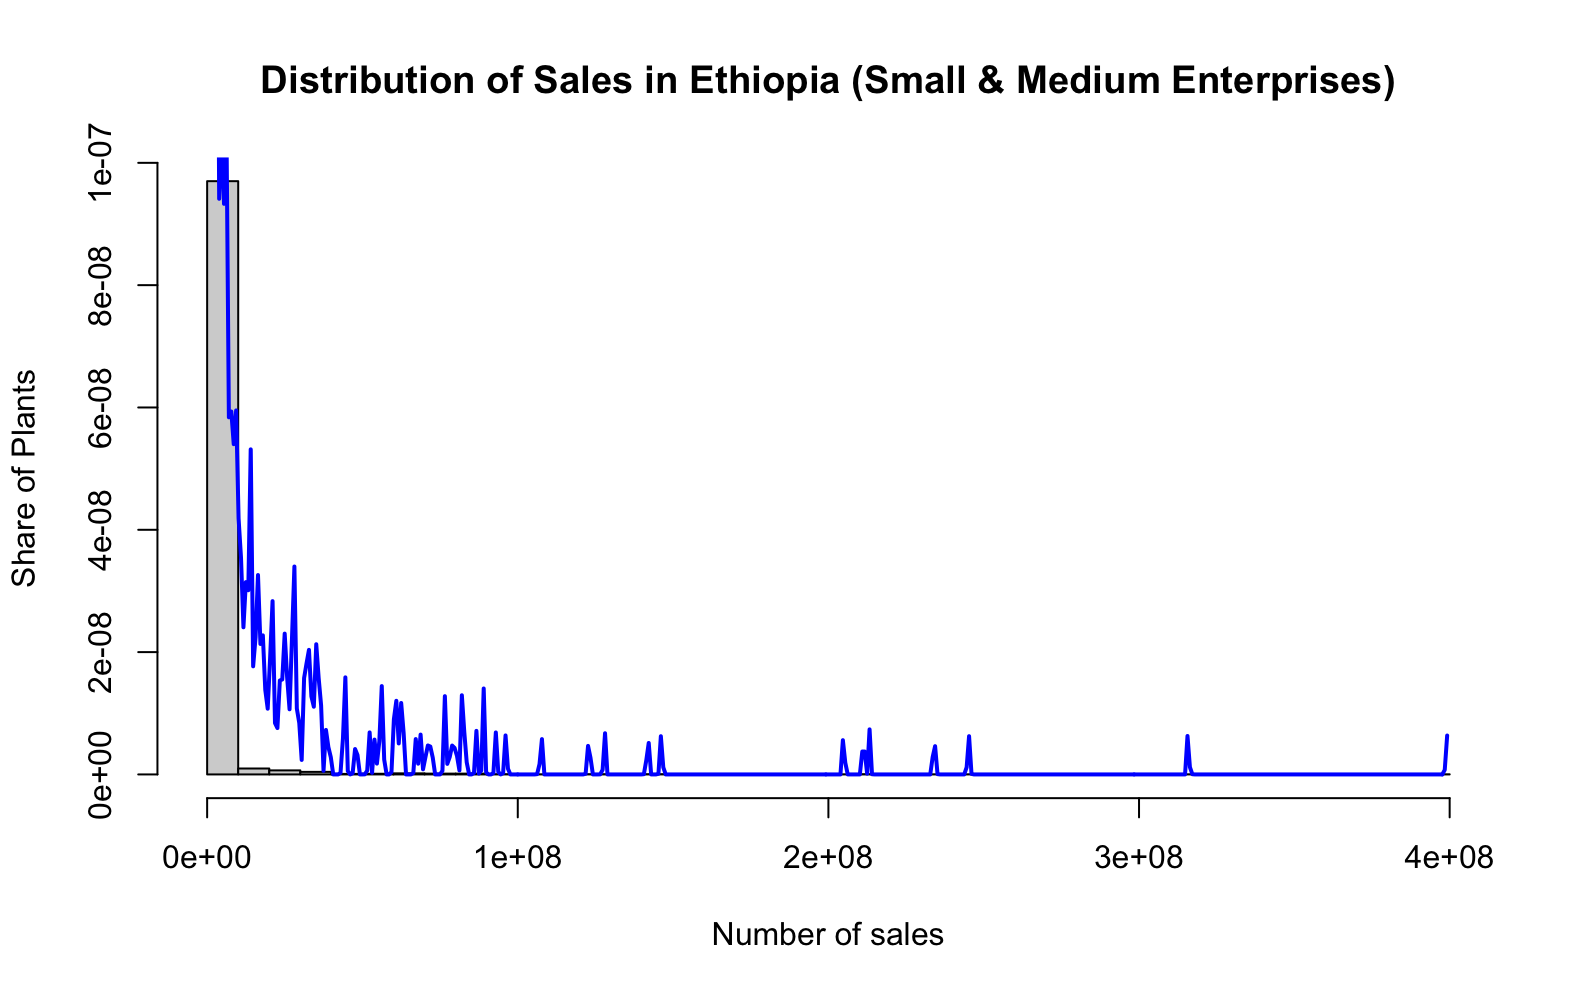 Distribution of Sales in Ethiopia (Small & Medium Enterprises)
Share of Plants
1e-07
8e-08
6e-08
4e-08
2e-08
0e+00
0e+00 1e+08 2e+08 3e+08 4e+08
Number of sales